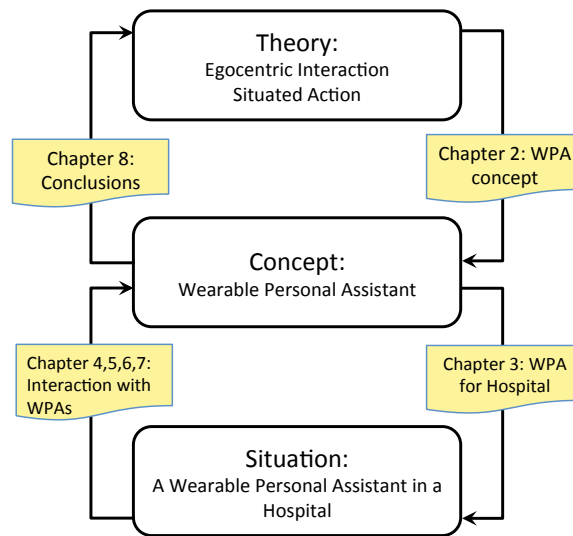 Theory:
Egocentric Interaction
Situated Action
Chapter 8:
Conclusions
Chapter 2: WPA
concept
Concept:
Wearable Personal Assistant
Chapter 4,5,6,7:
Interaction with
WPAs
Chapter 3: WPA
for Hospital
Situation:
A Wearable Personal Assistant in a
Hospital